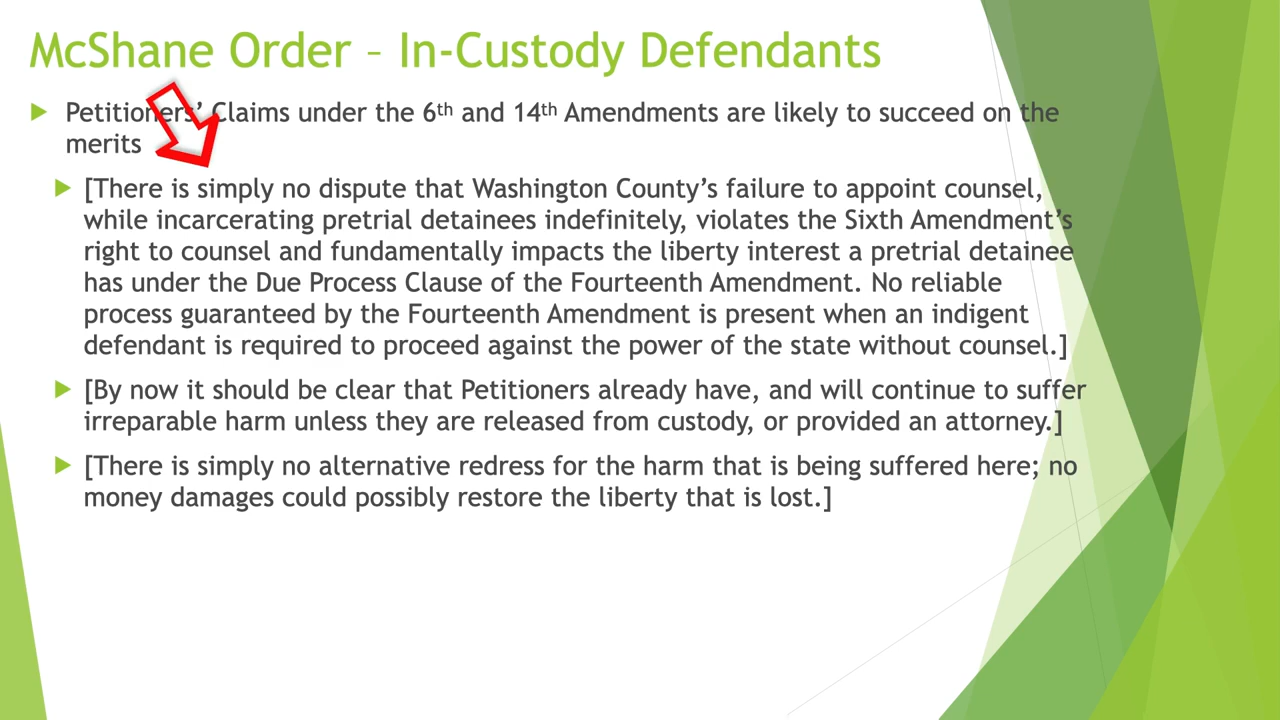 McShane Order – In-Custody Defendants
Petitioners’ Claims under the 6th and 14th Amendments are likely to succeed on the
merits
[There is simply no dispute that Washington County’s failure to appoint counsel,
while incarcerating pretrial detainees indefinitely, violates the Sixth Amendment’s
right to counsel and fundamentally impacts the liberty interest a pretrial detainee
has under the Due Process Clause of the Fourteenth Amendment. No reliable
process guaranteed by the Fourteenth Amendment is present when an indigent
defendant is required to proceed against the power of the state without counsel.]
[By now it should be clear that Petitioners already have, and will continue to suffer
irreparable harm unless they are released from custody, or provided an attorney.]
[There is simply no alternative redress for the harm that is being suffered here; no
money damages could possibly restore the liberty that is lost.]